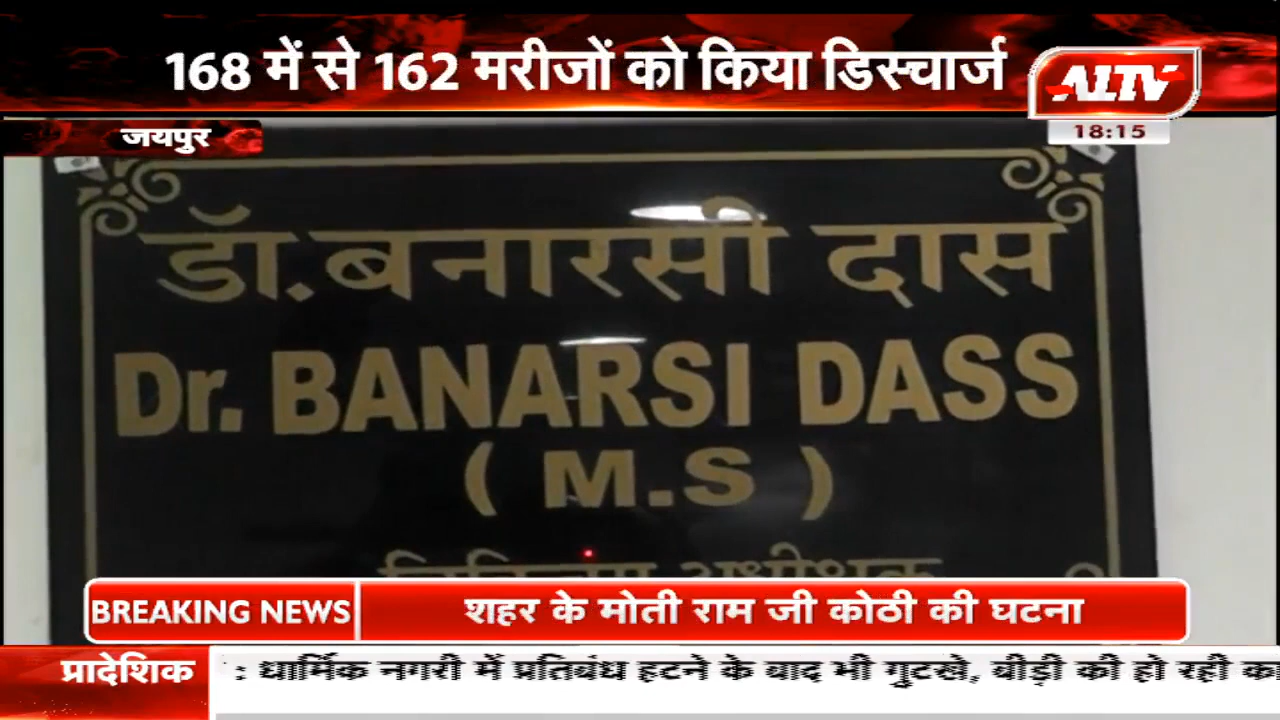 168 में से 162 मरीजों को किया डिस्चार्ज
ALTV
18:15
जयपुर
डॉ.बनारसी दास
Dr. BANARSI DASS
( M.S )
BREAKING NEWS
शहर के मोती राम जी कोठी की घटना
प्रादेशिक
: धार्मिक नगरी में प्रतिबंध हटने के बाद भी गुटखे, बीड़ी की हो रही